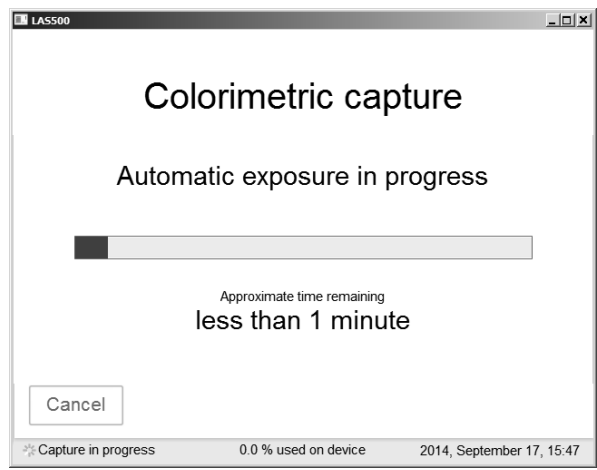 LAS500
Colorimetric capture
Automatic exposure in progress
Approximate time remaining
less than 1 minute
Cancel
Capture in progress 0.0 % used on device 2014, September 17, 15:47